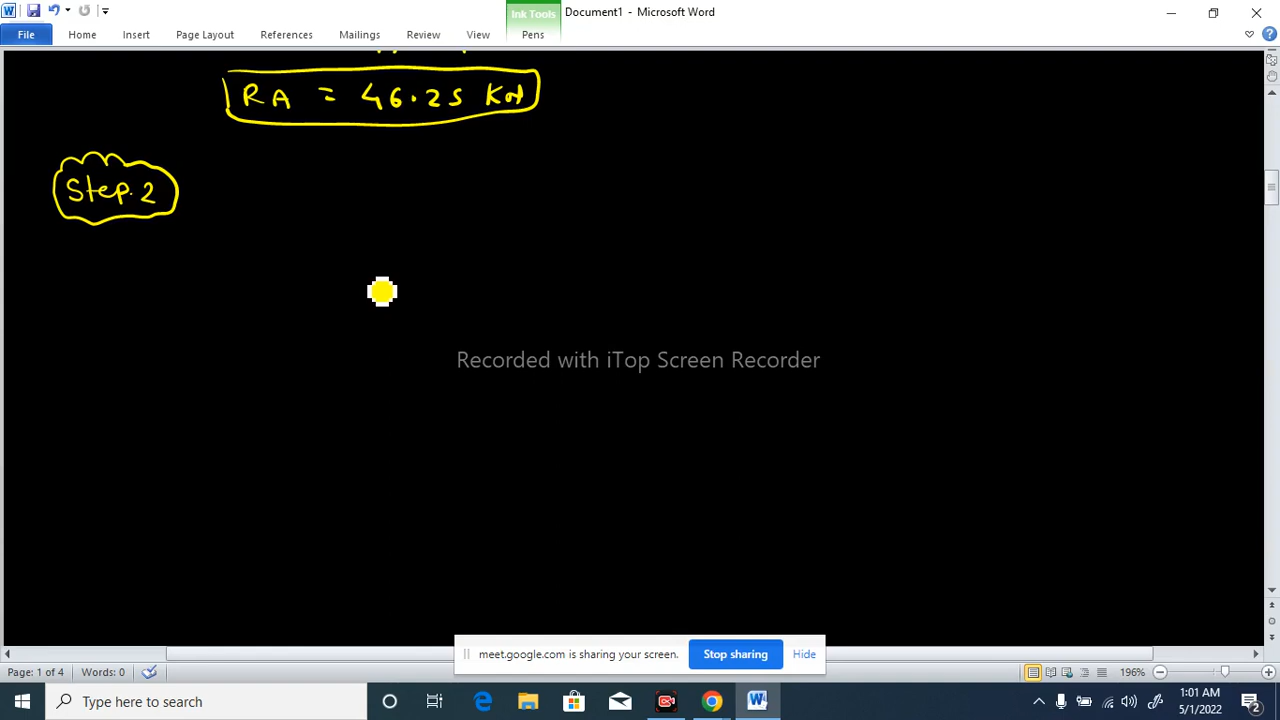 Ink Tools
Document1 - Microsoft Word
File
Home
Insert
Page Layout
References
Mailings
Review
View
Pens
RA = 46.25 KN
Step.2
Recorded with iTop Screen Recorder
meet.google.com is sharing your screen.
Stop sharing
Hide
Page: 1 of 4
Words: 0
196%
Type here to search
1:01 AM
5/1/2022
2